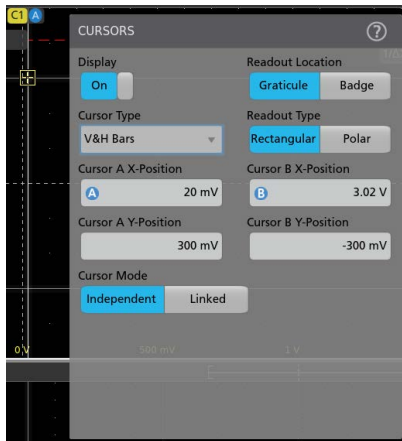 C1 A
CURSORS ?
Display Readout Location
On Graticule Badge
Cursor Type Readout Type
V&H Bars Rectangular Polar
Cursor A X-Position Cursor B X-Position
A 20 mV B 3.02 V
Cursor A Y-Position Cursor B Y-Position
300 mV -300 mV
Cursor Mode
Independent Linked
0 V 500 mV 1 V